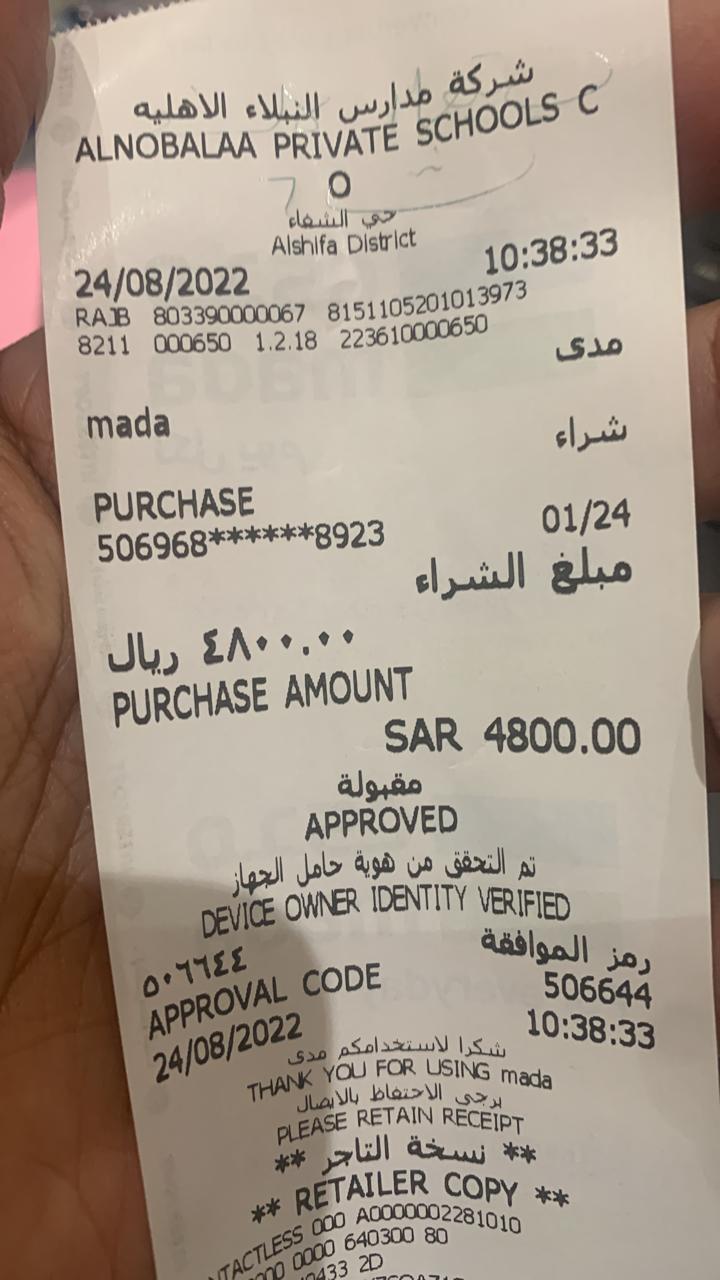 شركة مدارس النبلاء الاهليه
ALNOBALAA PRIVATE SCHOOLS C
O
حي الشفاء
Alshifa District
24/08/2022 10:38:33
RAJB 803390000067 8151105201013973
8211 000650 1.2.18 223610000650
مدى
mada
شراء
PURCHASE
506968******8923 01/24
مبلغ الشراء
٤٨٠٠.٠٠ ريال
PURCHASE AMOUNT
SAR 4800.00
مقبولة
APPROVED
تم التحقق من هوية حامل الجهاز
DEVICE OWNER IDENTITY VERIFIED
رمز الموافقة
٥٠٦٦٤٤
APPROVAL CODE 506644
24/08/2022 10:38:33
شكرا لاستخدامكم مدى
THANK YOU FOR USING mada
يرجى الاحتفاظ بالايصال
PLEASE RETAIN RECEIPT
** نسخة التاجر **
** RETAILER COPY **
NTACTLESS 000 A0000002281010
0000 640300 80
0433 2D